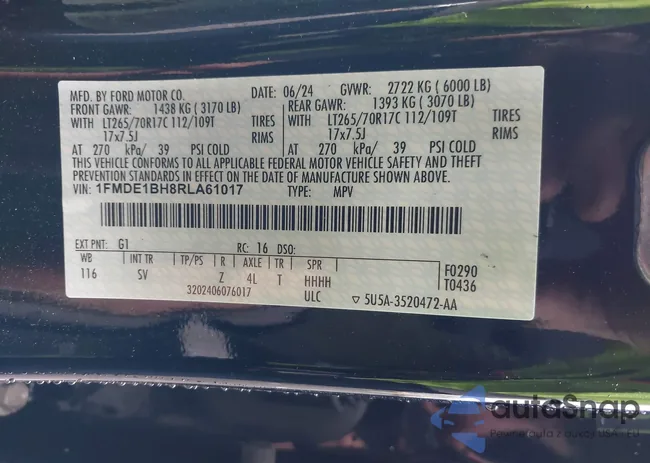 MFD. BY FORD MOTOR CO. DATE: 06/24 GVWR: 2722 KG ( 6000 LB)
FRONT GAWR: 1438 KG ( 3170 LB) REAR GAWR: 1393 KG ( 3070 LB)
WITH LT265/70R17C 112/109T TIRES WITH LT265/70R17C 112/109T TIRES
17x7.5J RIMS 17x7.5J RIMS
AT 270 kPa/ 39 PSI COLD AT 270 kPa/ 39 PSI COLD
THIS VEHICLE CONFORMS TO ALL APPLICABLE FEDERAL MOTOR VEHICLE SAFETY AND THEFT
PREVENTION STANDARDS IN EFFECT ON THE DATE OF MANUFACTURE SHOWN ABOVE.
VIN: 1FMDE1BH8RLA61017 TYPE: MPV
EXT PNT: G1 RC: 16 DSO:
WB INT TR TP/PS R AXLE TR SPR F0290
116 SV Z 4L T HHHH T0436
3202406076017 ULC ▽ 5U5A-3520472-AA
autoSnap
Powered auta z aukcji USA i EU